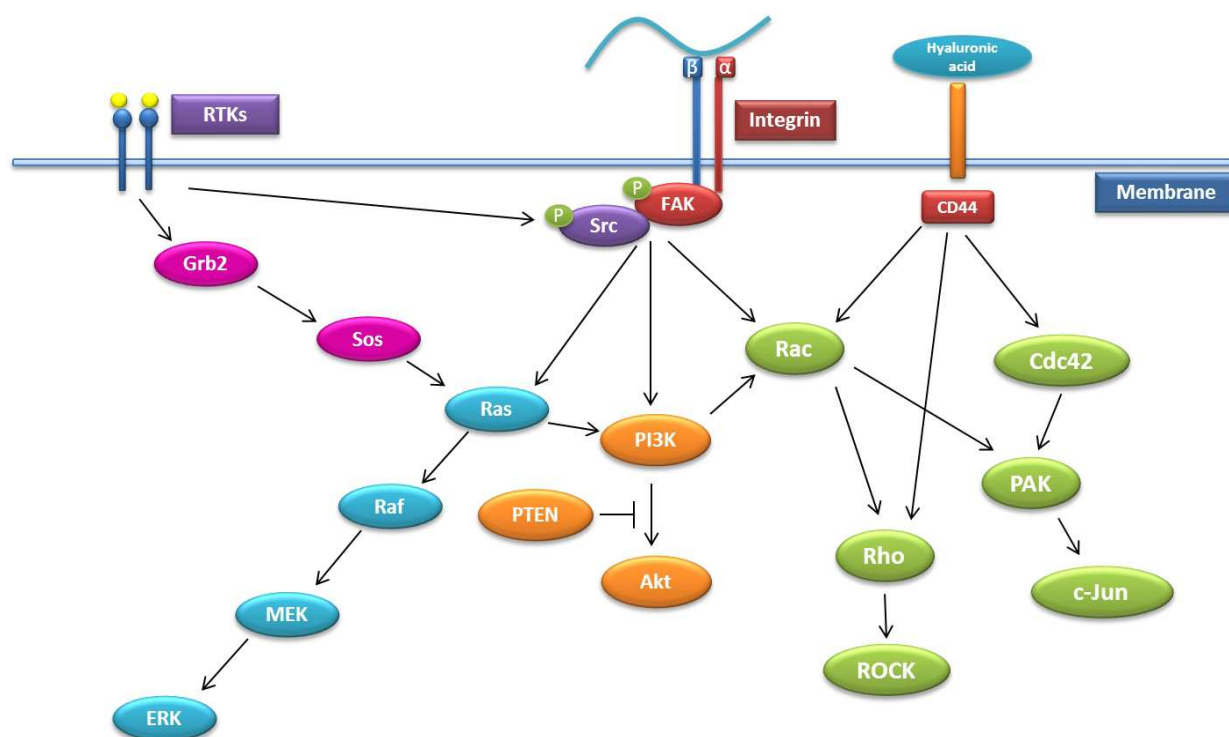 Hyaluronic
acid
β
α
RTKs
Integrin
Membrane
P
FAK
CD44
P
Src
Grb2
Sos
Rac
Cdc42
Ras
PI3K
PAK
Raf
PTEN
Rho
Akt
c-Jun
MEK
ROCK
ERK